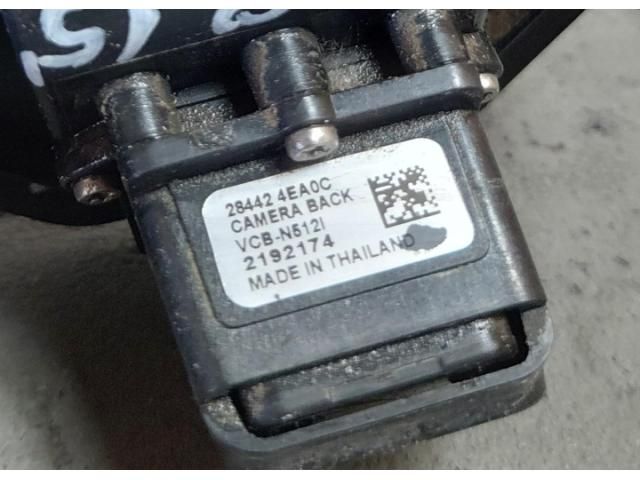 28442 4EA0C
CAMERA BACK
VCB-N512I
2192174
MADE IN THAILAND